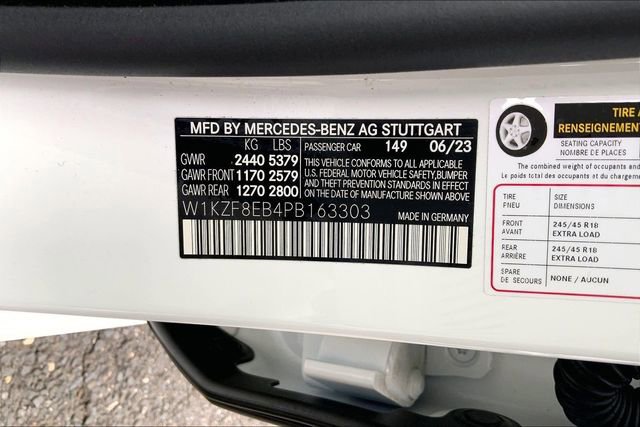 MFD BY MERCEDES-BENZ AG STUTTGART
KG LBS PASSENGER CAR 149 06/23
GVWR 2440 5379
GAWR FRONT 1170 2579
GAWR REAR 1270 2800
THIS VEHICLE CONFORMS TO ALL APPLICABLE
U.S. FEDERAL MOTOR VEHICLE SAFETY,BUMPER
AND THEFT PREVENTION STANDARDS IN EFFECT
ON THE DATE OF MANUFACTURE SHOWN ABOVE
W1KZF8EB4PB163303 MADE IN GERMANY
TIRE
RENSEIGNEMENT
SEATING CAPACITY
NOMBRE DE PLACES
The combined weight of occupants and
Le poids total des occupants et du chargement
TIRE SIZE
PNEU DIMENSIONS
FRONT 245/45 R18
AVANT EXTRA LOAD
REAR 245/45 R18
ARRIÈRE EXTRA LOAD
SPARE NONE / AUCUN
DE SECOURS